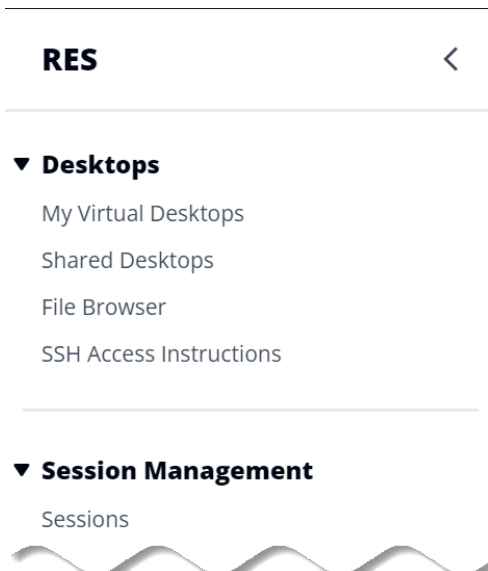 RES
Desktops
My Virtual Desktops
Shared Desktops
File Browser
SSH Access Instructions
Session Management
Sessions